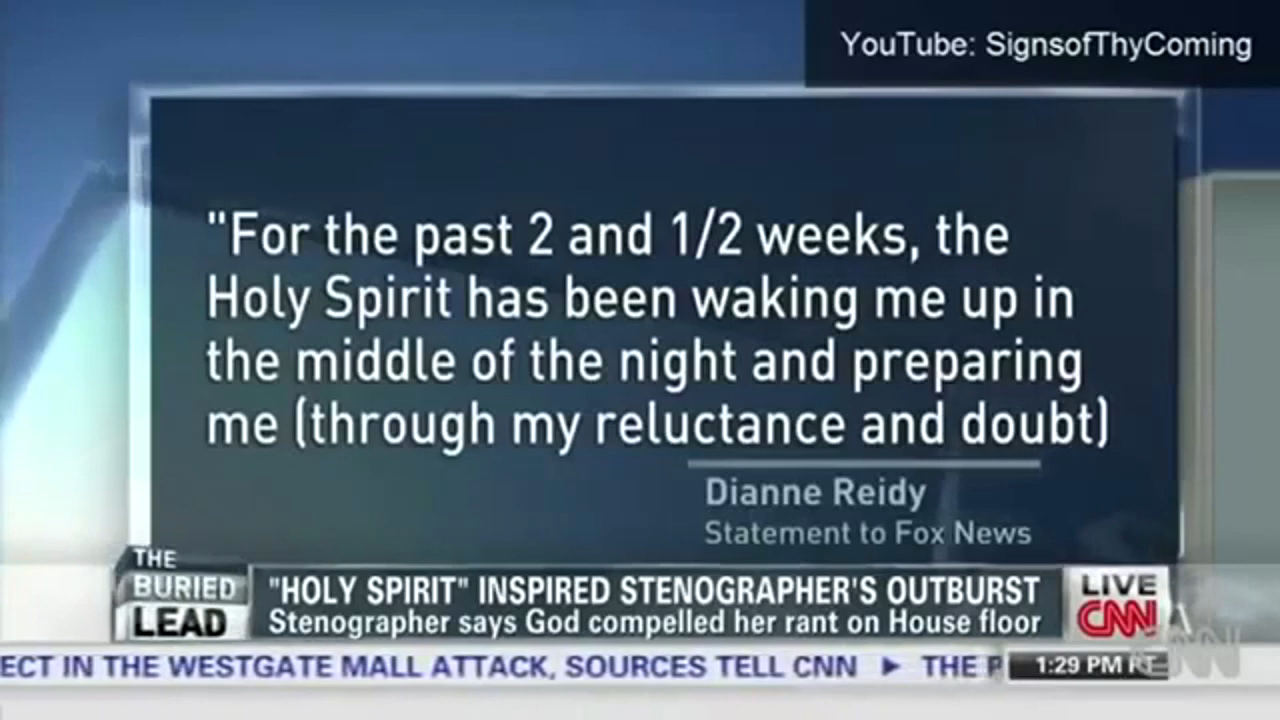 YouTube: SignsofThyComing
"For the past 2 and 1/2 weeks, the
Holy Spirit has been waking me up in
the middle of the night and preparing
me (through my reluctance and doubt)
Dianne Reidy
Statement to Fox News
THE
BURIED
LEAD
"HOLY SPIRIT" INSPIRED STENOGRAPHER'S OUTBURST
Stenographer says God compelled her rant on House floor
LIVE
CNN
ECT IN THE WESTGATE MALL ATTACK, SOURCES TELL CNN ► THE
1:29 PM PT
CNN